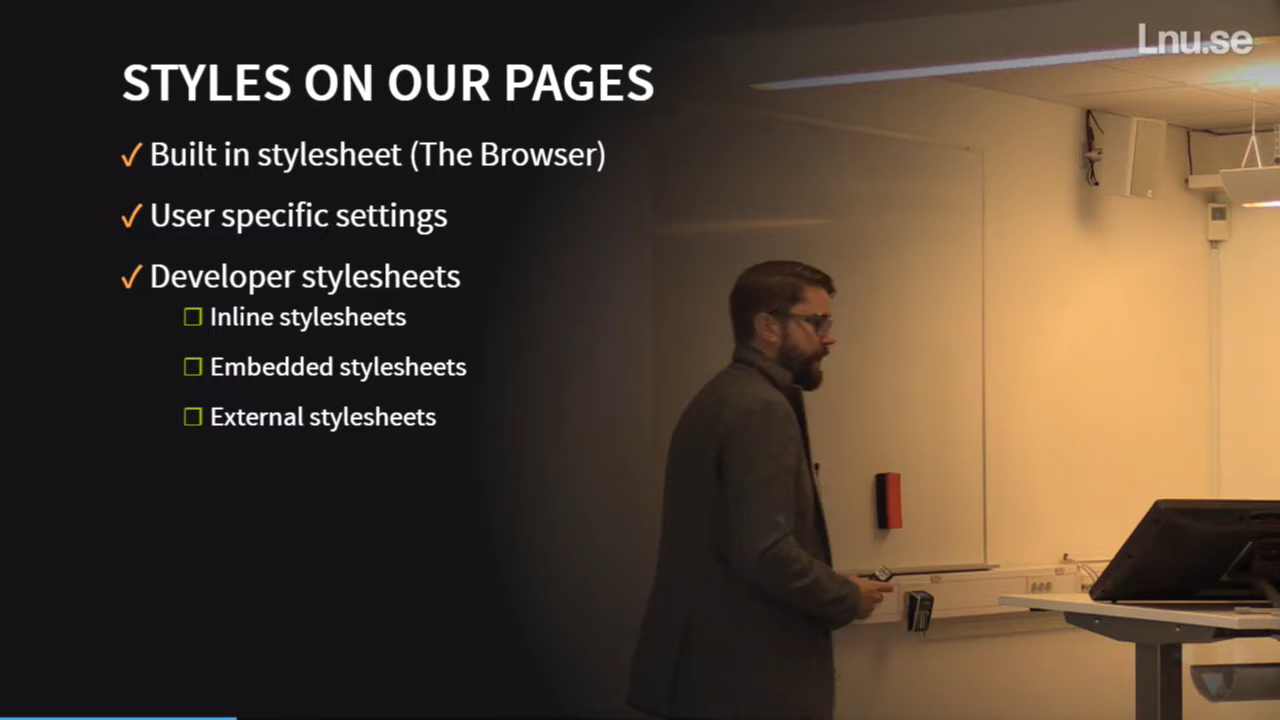 Lnu.se
STYLES ON OUR PAGES
✓ Built in stylesheet (The Browser)
✓ User specific settings
✓ Developer stylesheets
❒ Inline stylesheets
❒ Embedded stylesheets
❒ External stylesheets